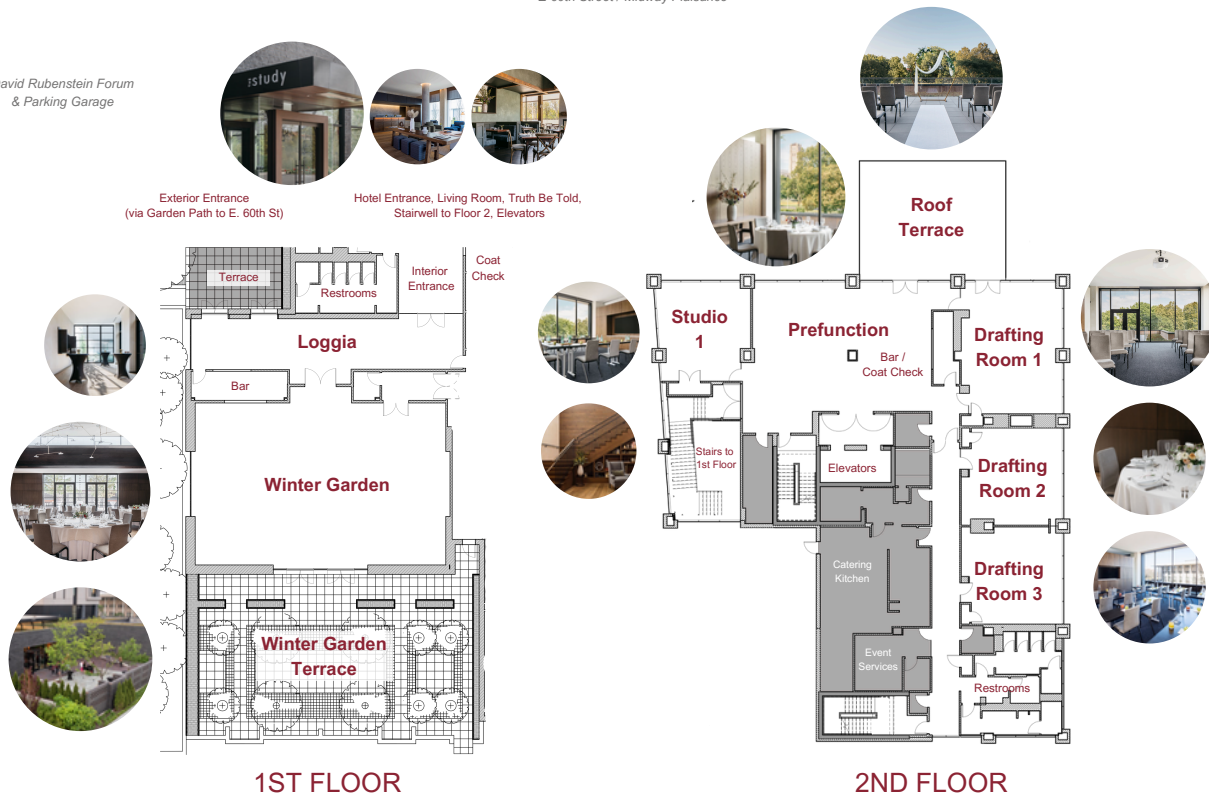 David Rubenstein Forum
& Parking Garage
study
Exterior Entrance
(via Garden Path to E. 60th St)
Hotel Entrance, Living Room, Truth Be Told,
Stairwell to Floor 2, Elevators
Terrace
Restrooms
Interior
Entrance
Coat
Check
Loggia
Bar
Winter Garden
Winter Garden
Terrace
1ST FLOOR
Roof
Terrace
Studio
1
Prefunction
Bar /
Coat Check
Drafting
Room 1
Stairs to
1st Floor
Elevators
Drafting
Room 2
Catering
Kitchen
Drafting
Room 3
Event
Services
Restrooms
2ND FLOOR